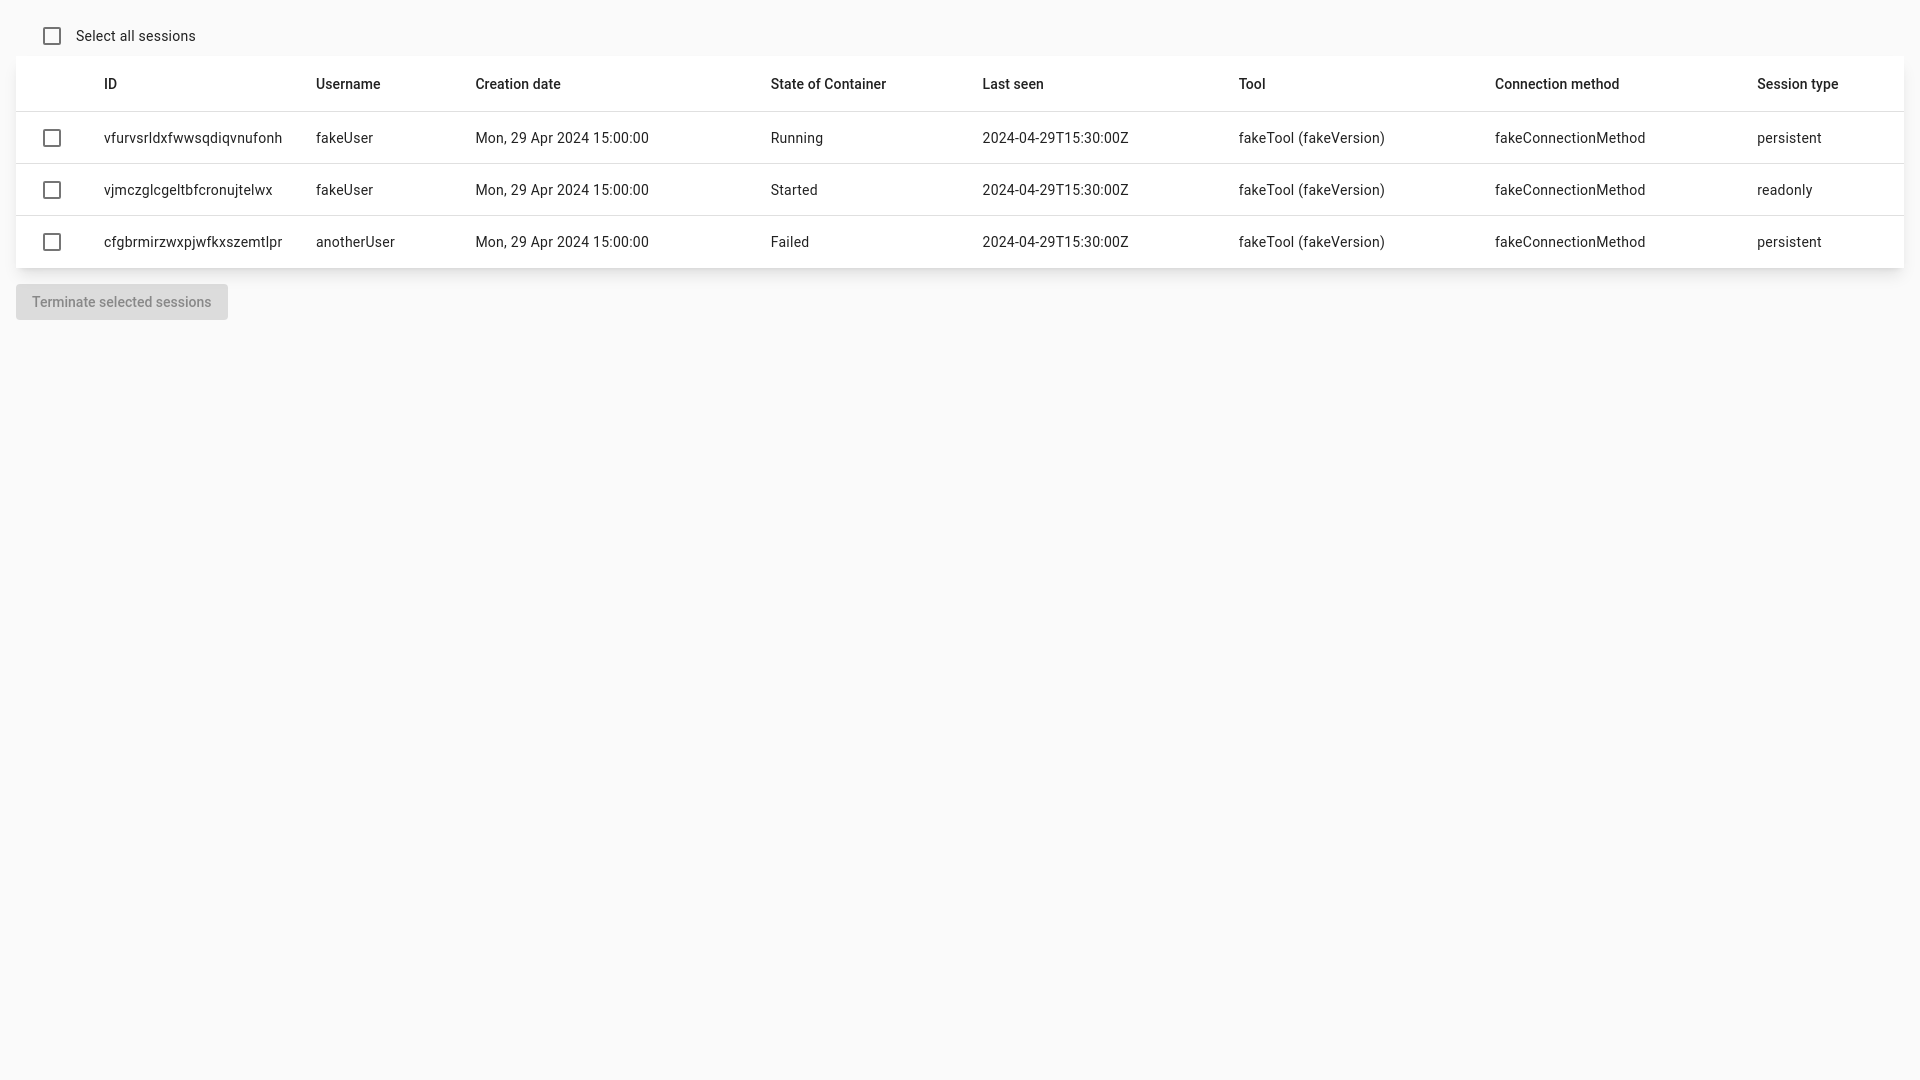 Select all sessions
ID Username Creation date State of Container Last seen Tool Connection method Session type
vfurvsrldxfwwsqdiqvnufonh fakeUser Mon, 29 Apr 2024 15:00:00 Running 2024-04-29T15:30:00Z fakeTool (fakeVersion) fakeConnectionMethod persistent
vjmczglcgeltbfcronujtelwx fakeUser Mon, 29 Apr 2024 15:00:00 Started 2024-04-29T15:30:00Z fakeTool (fakeVersion) fakeConnectionMethod readonly
cfgbrmirzwxpjwfkxszemtlpr anotherUser Mon, 29 Apr 2024 15:00:00 Failed 2024-04-29T15:30:00Z fakeTool (fakeVersion) fakeConnectionMethod persistent
Terminate selected sessions